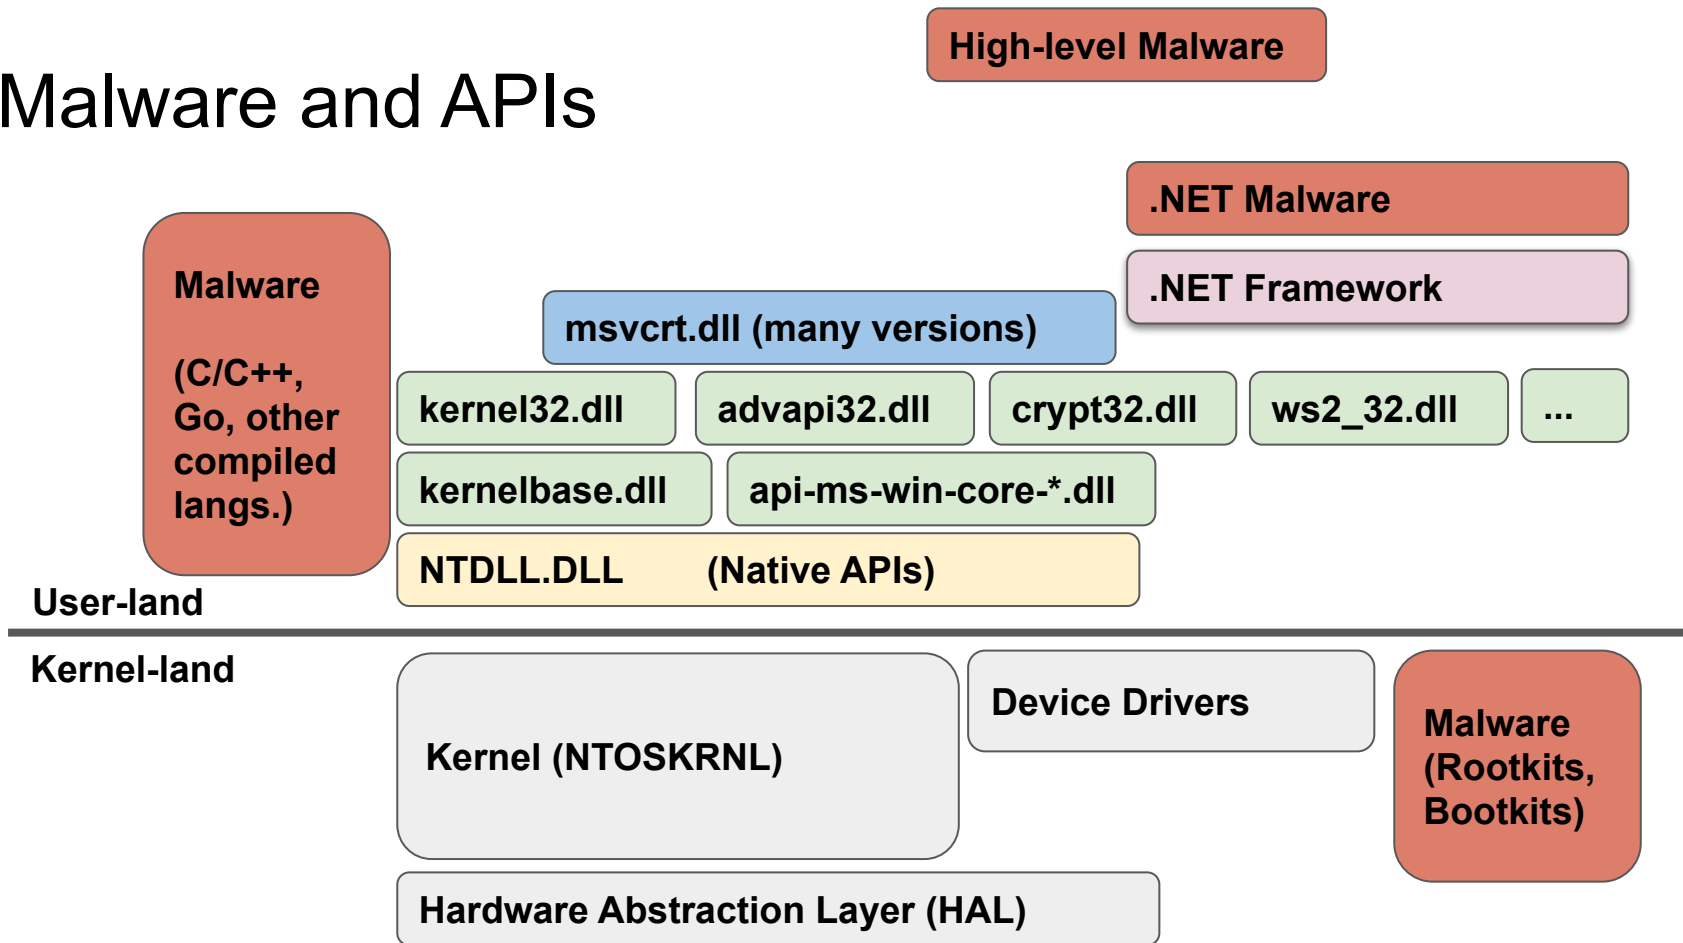 High-level Malware
Malware and APIs
.NET Malware
.NET Framework
Malware
(C/C++,
Go, other
compiled
langs.)
msvcrt.dll (many versions)
kernel32.dll
advapi32.dll
crypt32.dll
ws2_32.dll
...
kernelbase.dll
api-ms-win-core-*.dll
NTDLL.DLL (Native APIs)
User-land
Kernel-land
Kernel (NTOSKRNL)
Device Drivers
Malware
(Rootkits,
Bootkits)
Hardware Abstraction Layer (HAL)